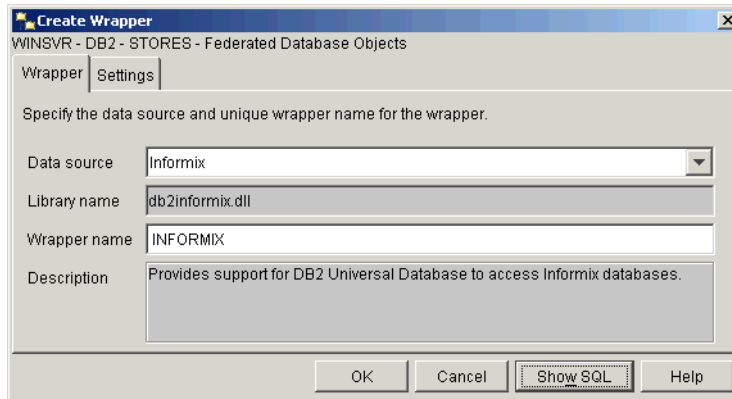 Create Wrapper
WINSVR - DB2 - STORES - Federated Database Objects
Wrapper Settings
Specify the data source and unique wrapper name for the wrapper.
Data source Informix
Library name db2informix.dll
Wrapper name INFORMIX
Description Provides support for DB2 Universal Database to access Informix databases.
OK Cancel Show SQL Help